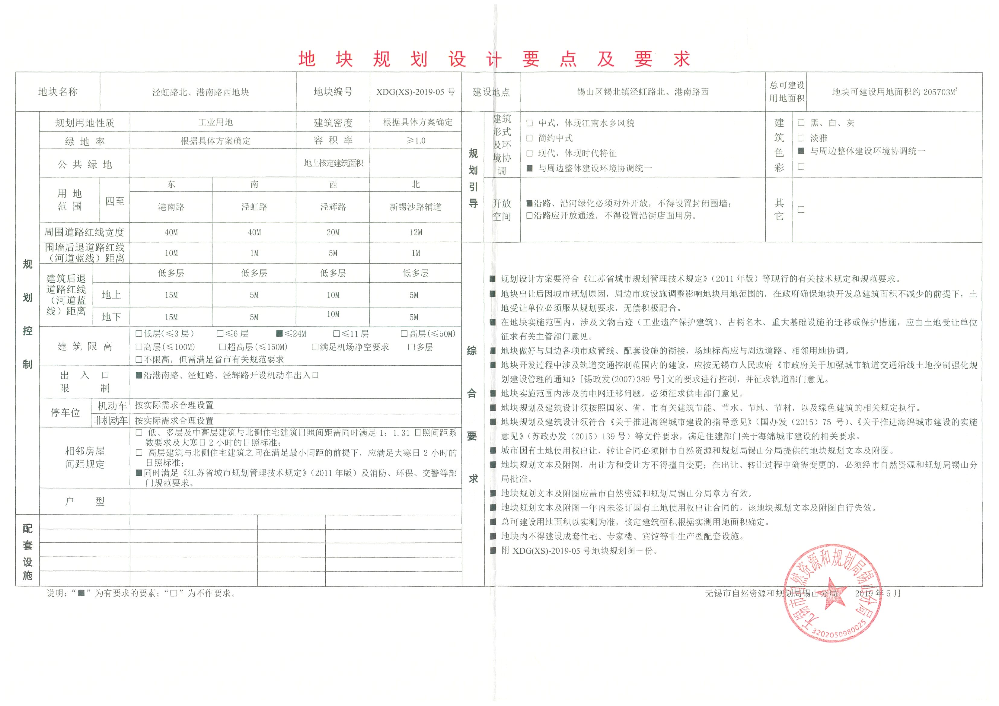 地块规划设计要点及要求
地块名称 泾虹路北、港南路西地块 地块编号 XDG(XS)-2019-05 号 建设地点 锡山区锡北镇泾虹路北、港南路西 总可建设用地面积 地块可建设用地面积约 205703M²
规划控制
规划用地性质 工业用地 建筑密度 根据具体方案确定
绿地率 根据具体方案确定 容积率 ≥1.0
公共绿地 地上核定建筑面积
用地范围 四至 东 南 西 北
港南路 泾虹路 泾辉路 新锡沙路辅道
周围道路红线宽度 40M 40M 20M 12M
围墙后退道路红线（河道蓝线）距离 10M 1M 5M 1M
建筑后退道路红线（河道蓝线）距离 低多层 低多层 低多层 低多层
地上 15M 5M 10M 5M
地下 15M 5M 10M 5M
建筑限高
□低层(≤3 层) □≤6 层 ■≤24M □≤11 层 □高层(≤50M)
□高层(≤100M) □超高层(≤150M) □满足机场净空要求 □多层
□不限高，但需满足省市有关规范要求
出入口限制 ■沿港南路、泾虹路、泾辉路开设机动车出入口
停车位 机动车 按实际需求合理设置
非机动车 按实际需求合理设置
相邻房屋间距规定
□ 低、多层及中高层建筑与北侧住宅建筑日照间距需同时满足 1：1.31 日照间距系
数要求及大寒日 2 小时的日照标准；
□ 高层建筑与北侧住宅建筑之间在满足最小间距的前提下，应满足大寒日 2 小时的
日照标准；
■同时满足《江苏省城市规划管理技术规定》（2011 年版）及消防、环保、交警等部
门规范要求。
户型
配套设施
规划引导
建筑形式及环境协调
□ 中式，体现江南水乡风貌
□ 简约中式
□ 现代，体现时代特征
■ 与周边整体建设环境协调统一
建筑色彩
□ 黑、白、灰
□ 淡雅
■ 与周边整体建设环境协调统一
□
开放空间
■沿路、沿河绿化必须对外开放，不得设置封闭围墙；
□沿路应开放通透，不得设置沿街店面用房。
其它 □
综合要求
■ 规划设计方案要符合《江苏省城市规划管理技术规定》（2011 年版）等现行的有关技术规定和规范要求。
■ 地块出让后因城市规划原因，周边市政设施调整影响地块用地范围的，在政府确保地块开发总建筑面积不减少的前提下，土
地受让单位必须服从规划要求，无偿积极配合。
■ 在地块实施范围内，涉及文物古迹（工业遗产保护建筑）、古树名木、重大基础设施的迁移或保护措施，应由土地受让单位
征求有关主管部门意见。
■ 地块做好与周边各项市政管线、配套设施的衔接，场地标高应与周边道路、相邻用地协调。
■ 地块开发过程中涉及轨道交通控制范围内的建设，应按无锡市人民政府《市政府关于加强城市轨道交通沿线土地控制强化规
划建设管理的通知》[锡政发(2007)389 号]文的要求进行控制，并征求轨道部门意见。
■ 地块实施范围内涉及的电网迁移问题，必须征求供电部门意见。
■ 地块规划及建筑设计须按照国家、省、市有关建筑节能、节水、节地、节材，以及绿色建筑的相关规定执行。
■ 地块规划及建筑设计须符合《关于推进海绵城市建设的指导意见》（国办发（2015）75 号）、《关于推进海绵城市建设的实施
意见》（苏政办发（2015）139 号）等文件要求，满足住建部门关于海绵城市建设的相关要求。
■ 城市国有土地使用权出让，转让合同必须附市自然资源和规划局锡山分局提供的地块规划文本及附图。
■ 地块规划文本及附图，出让方和受让方不得擅自变更；在出让、转让过程中确需变更的，必须经市自然资源和规划局锡山分
局批准。
■ 地块规划文本及附图应盖市自然资源和规划局锡山分局章方有效。
■ 地块规划文本及附图一年内未签订国有土地使用权出让合同的，该地块规划文本及附图自行失效。
■ 总可建设用地面积以实测为准，核定建筑面积根据实测用地面积确定。
■ 地块内不得建设成套住宅、专家楼、宾馆等非生产型配套设施。
■ 附 XDG(XS)-2019-05 号地块规划图一份。
说明：“■”为有要求的要素；“□”为不作要求。
无锡市自然资源和规划局锡山分局 2019 年 5 月
无锡市自然资源和规划局锡山分局
3202050980025